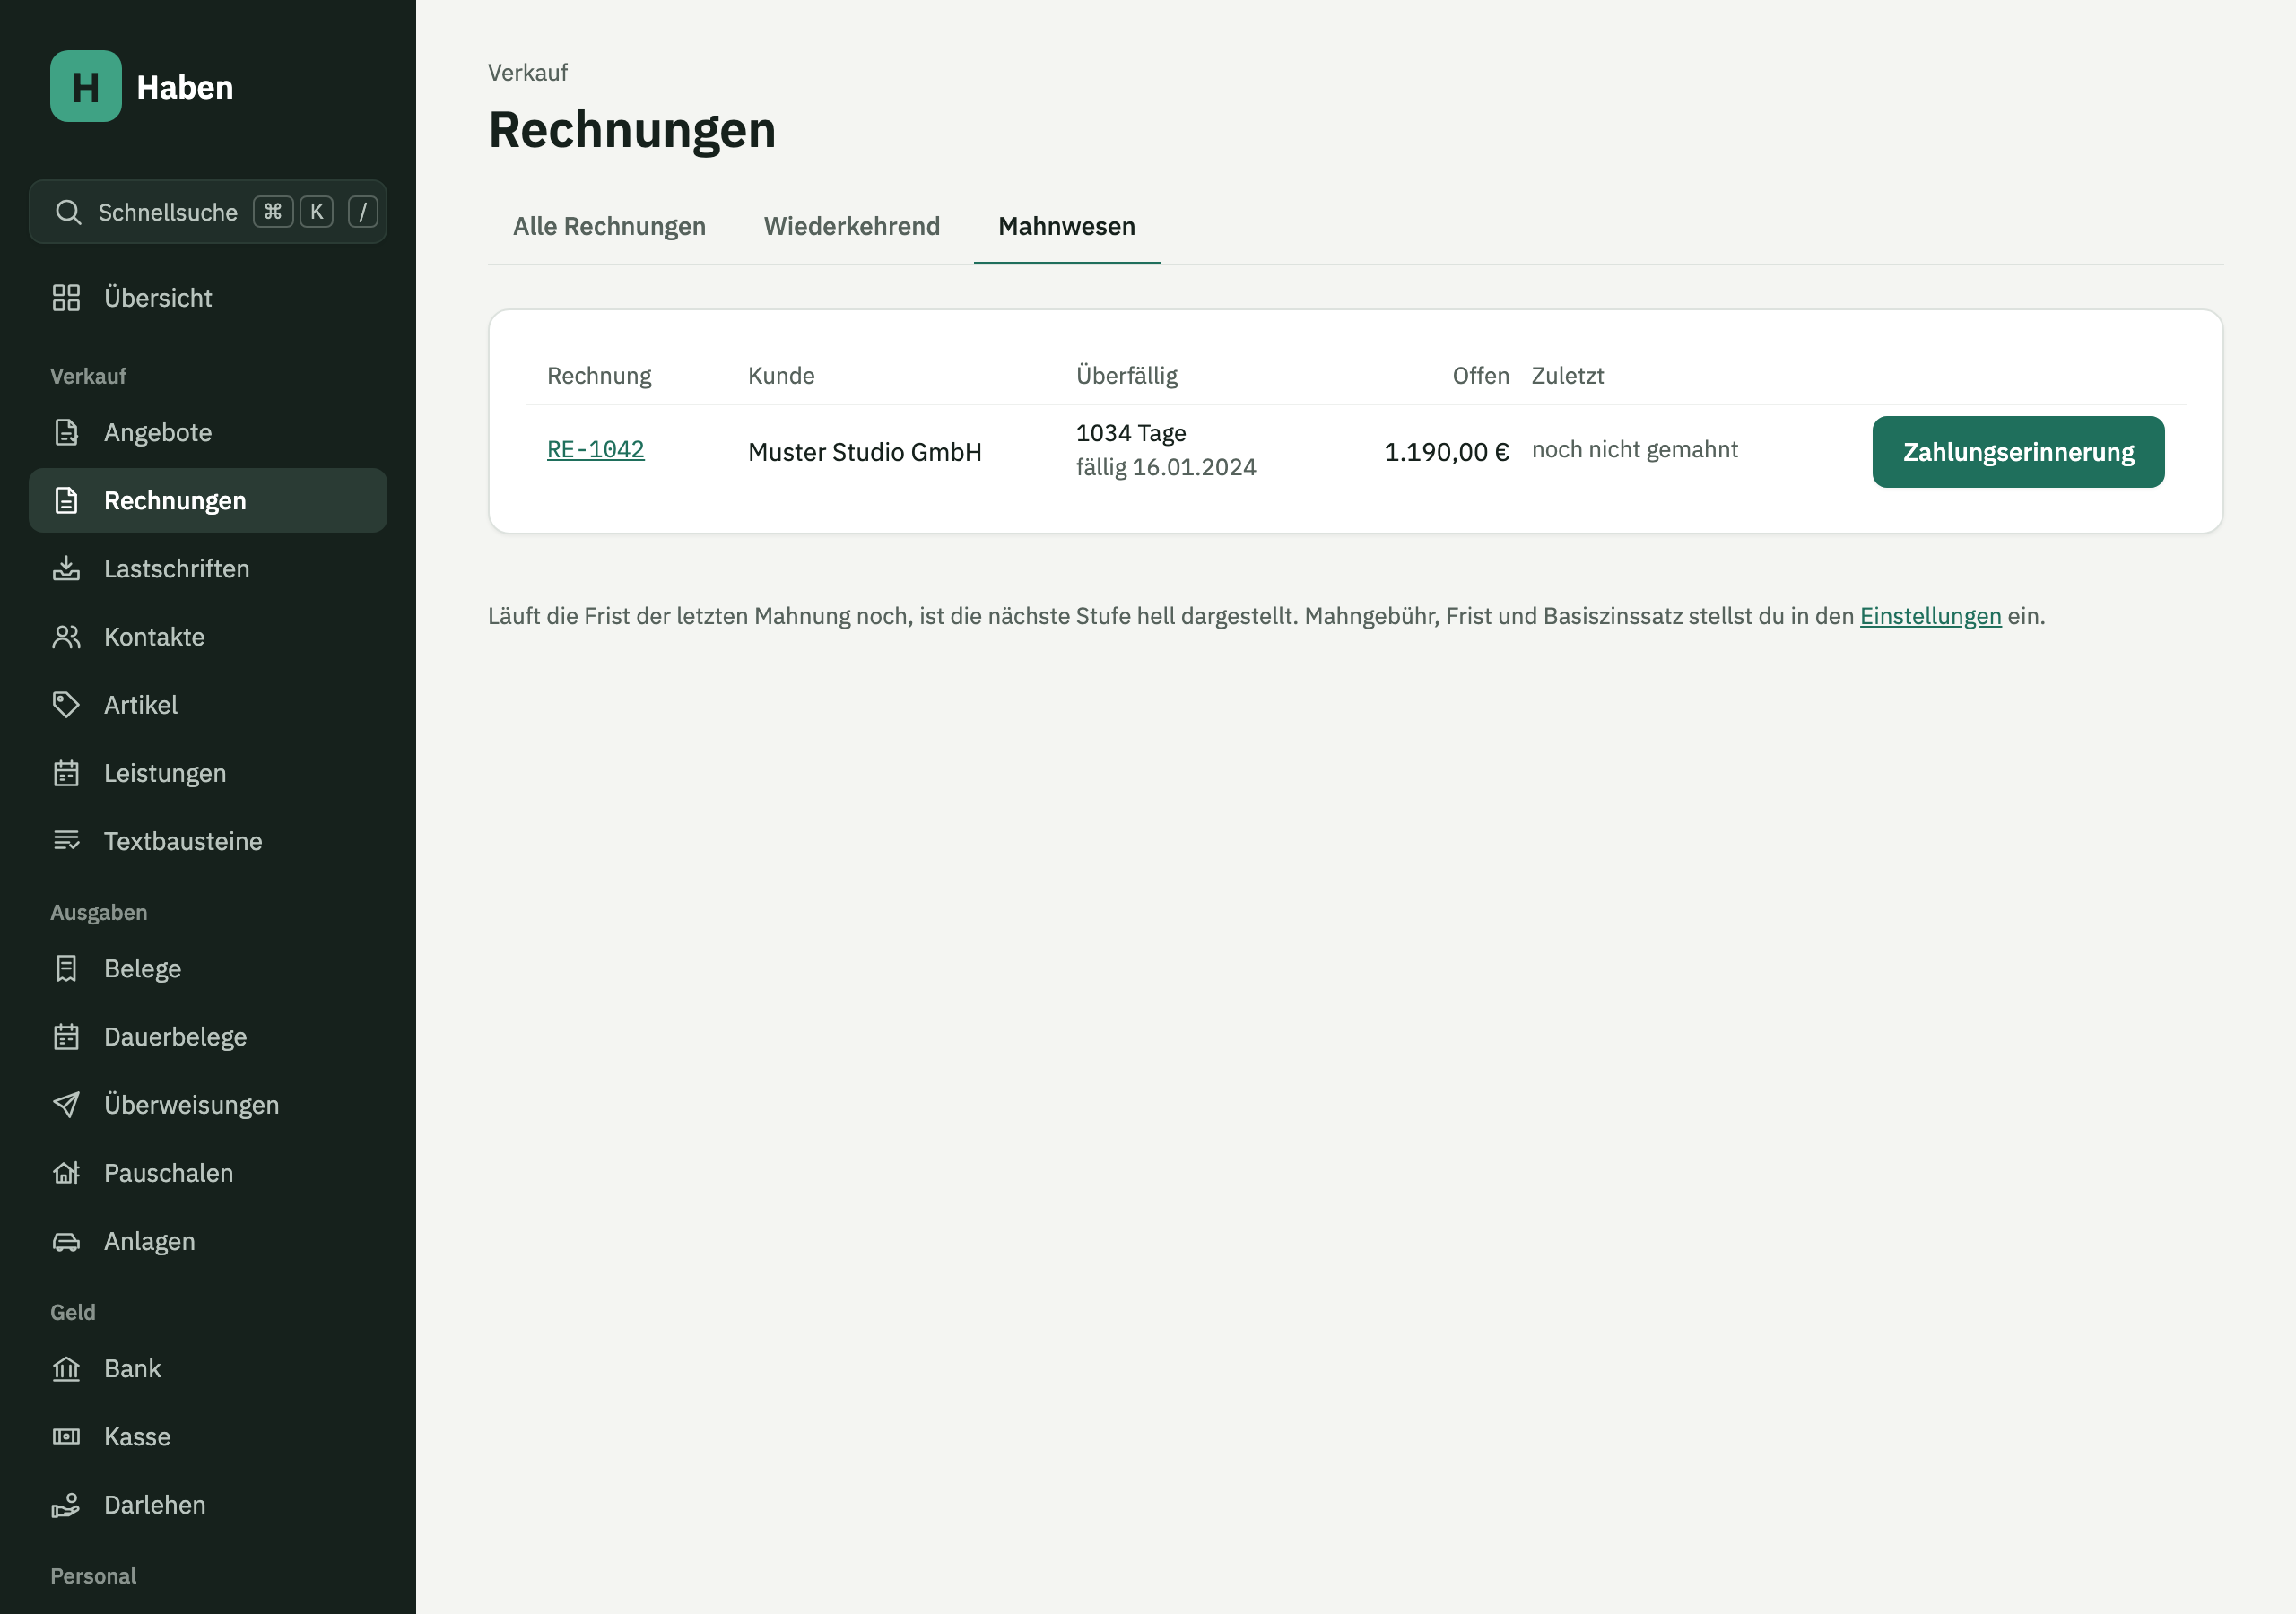 H Haben
Schnellsuche ⌘ K /
Übersicht
Verkauf
Angebote
Rechnungen
Lastschriften
Kontakte
Artikel
Leistungen
Textbausteine
Ausgaben
Belege
Dauerbelege
Überweisungen
Pauschalen
Anlagen
Geld
Bank
Kasse
Darlehen
Personal
Verkauf
Rechnungen
Alle Rechnungen Wiederkehrend Mahnwesen
Rechnung Kunde Überfällig Offen Zuletzt
RE-1042 Muster Studio GmbH 1034 Tage 1.190,00 € noch nicht gemahnt Zahlungserinnerung
fällig 16.01.2024
Läuft die Frist der letzten Mahnung noch, ist die nächste Stufe hell dargestellt. Mahngebühr, Frist und Basiszinssatz stellst du in den Einstellungen ein.